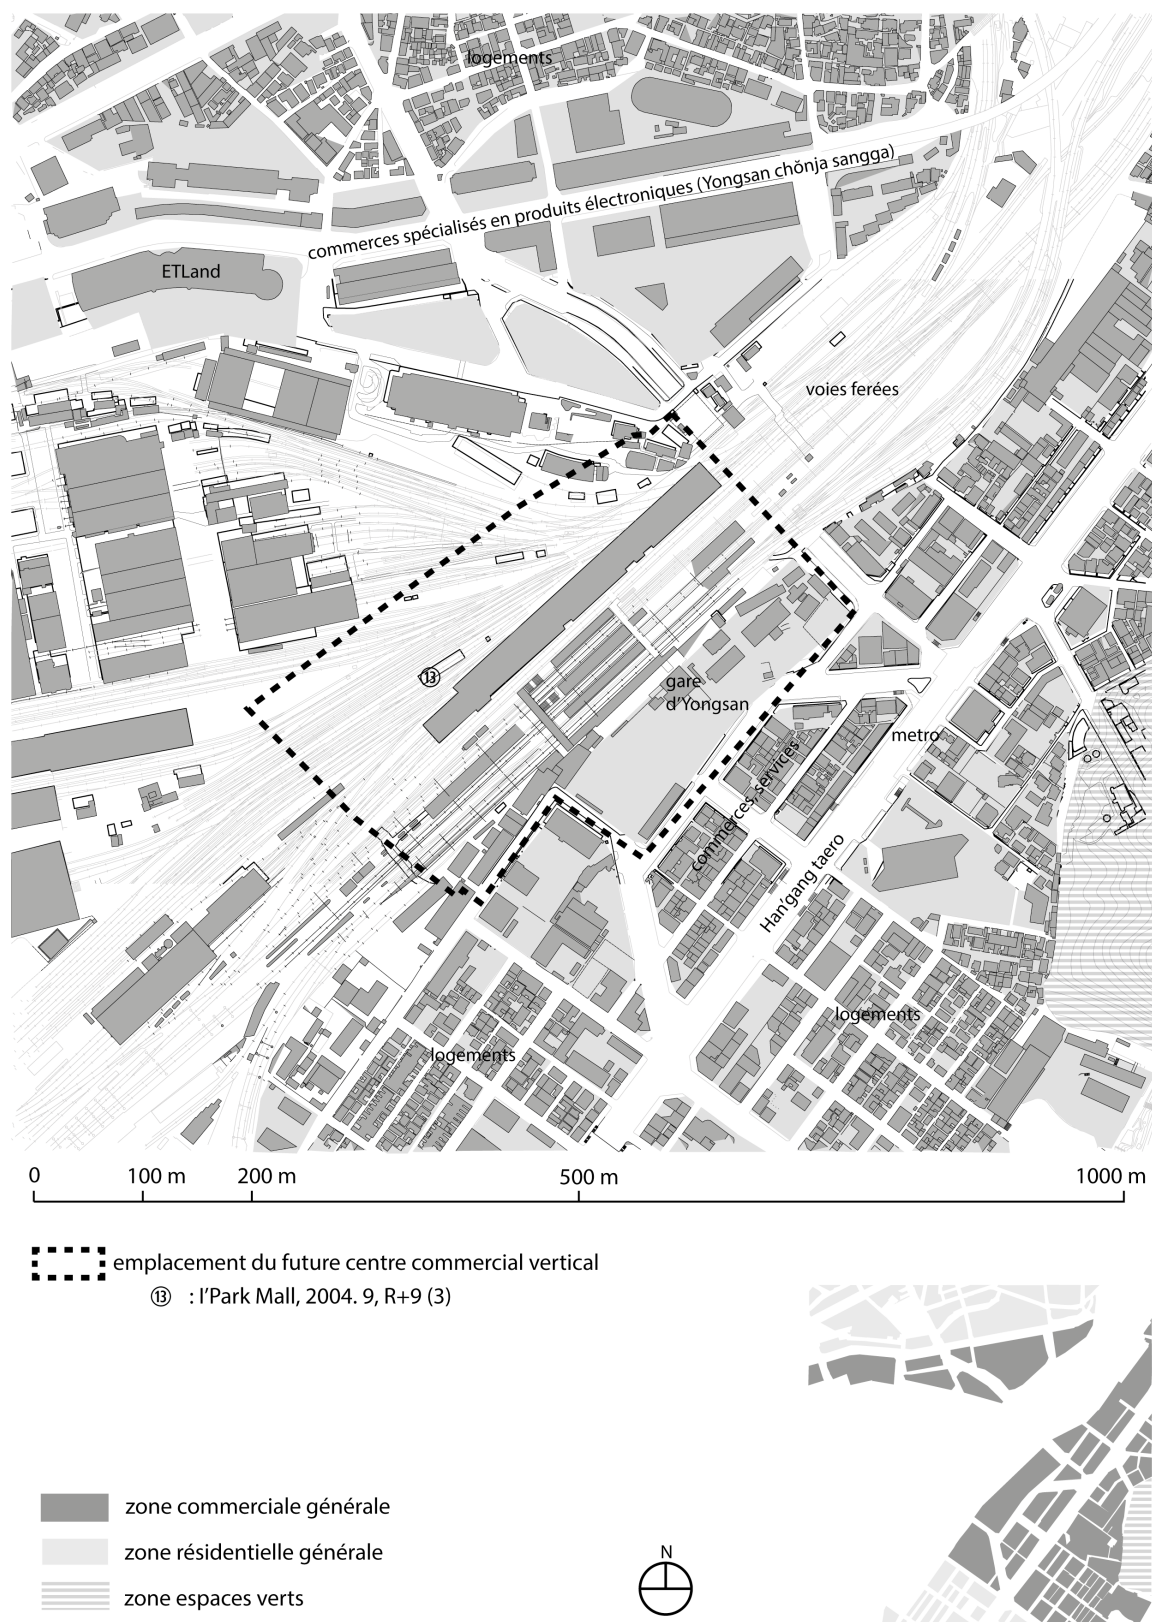 logements
commerces spécialisés en produits électroniques (Yongsan chŏnja sangga)
ETLand
voies ferées
⑬
gare
d'Yongsan
metro
commerces, services
Han'gang taero
logements
logements
0 100 m 200 m 500 m 1000 m
emplacement du future centre commercial vertical
⑬ : I'Park Mall, 2004. 9, R+9 (3)
zone commerciale générale
N
zone résidentielle générale
zone espaces verts